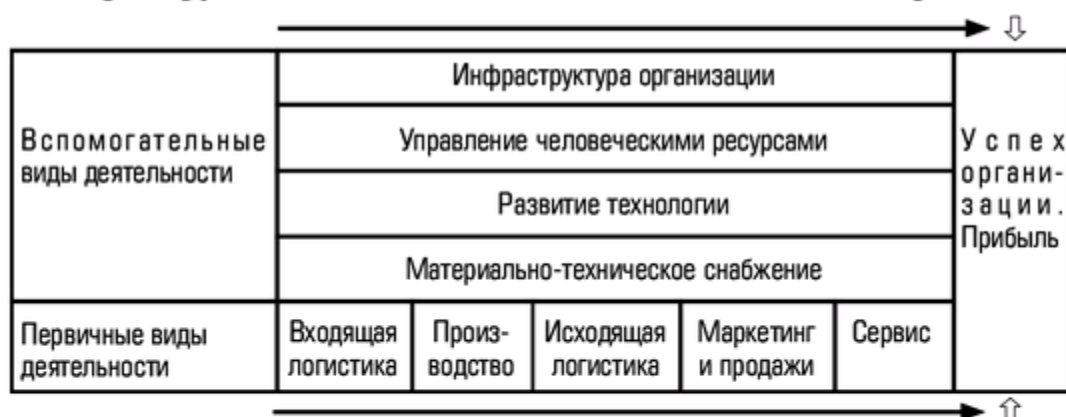 Инфраструктура организации
Вспомогательные
виды деятельности
Управление человеческими ресурсами
Развитие технологии
Материально-техническое снабжение
Успех
органи-
зации.
Прибыль
Первичные виды
деятельности
Входящая
логистика
Произ-
водство
Исходящая
логистика
Маркетинг
и продажи
Сервис